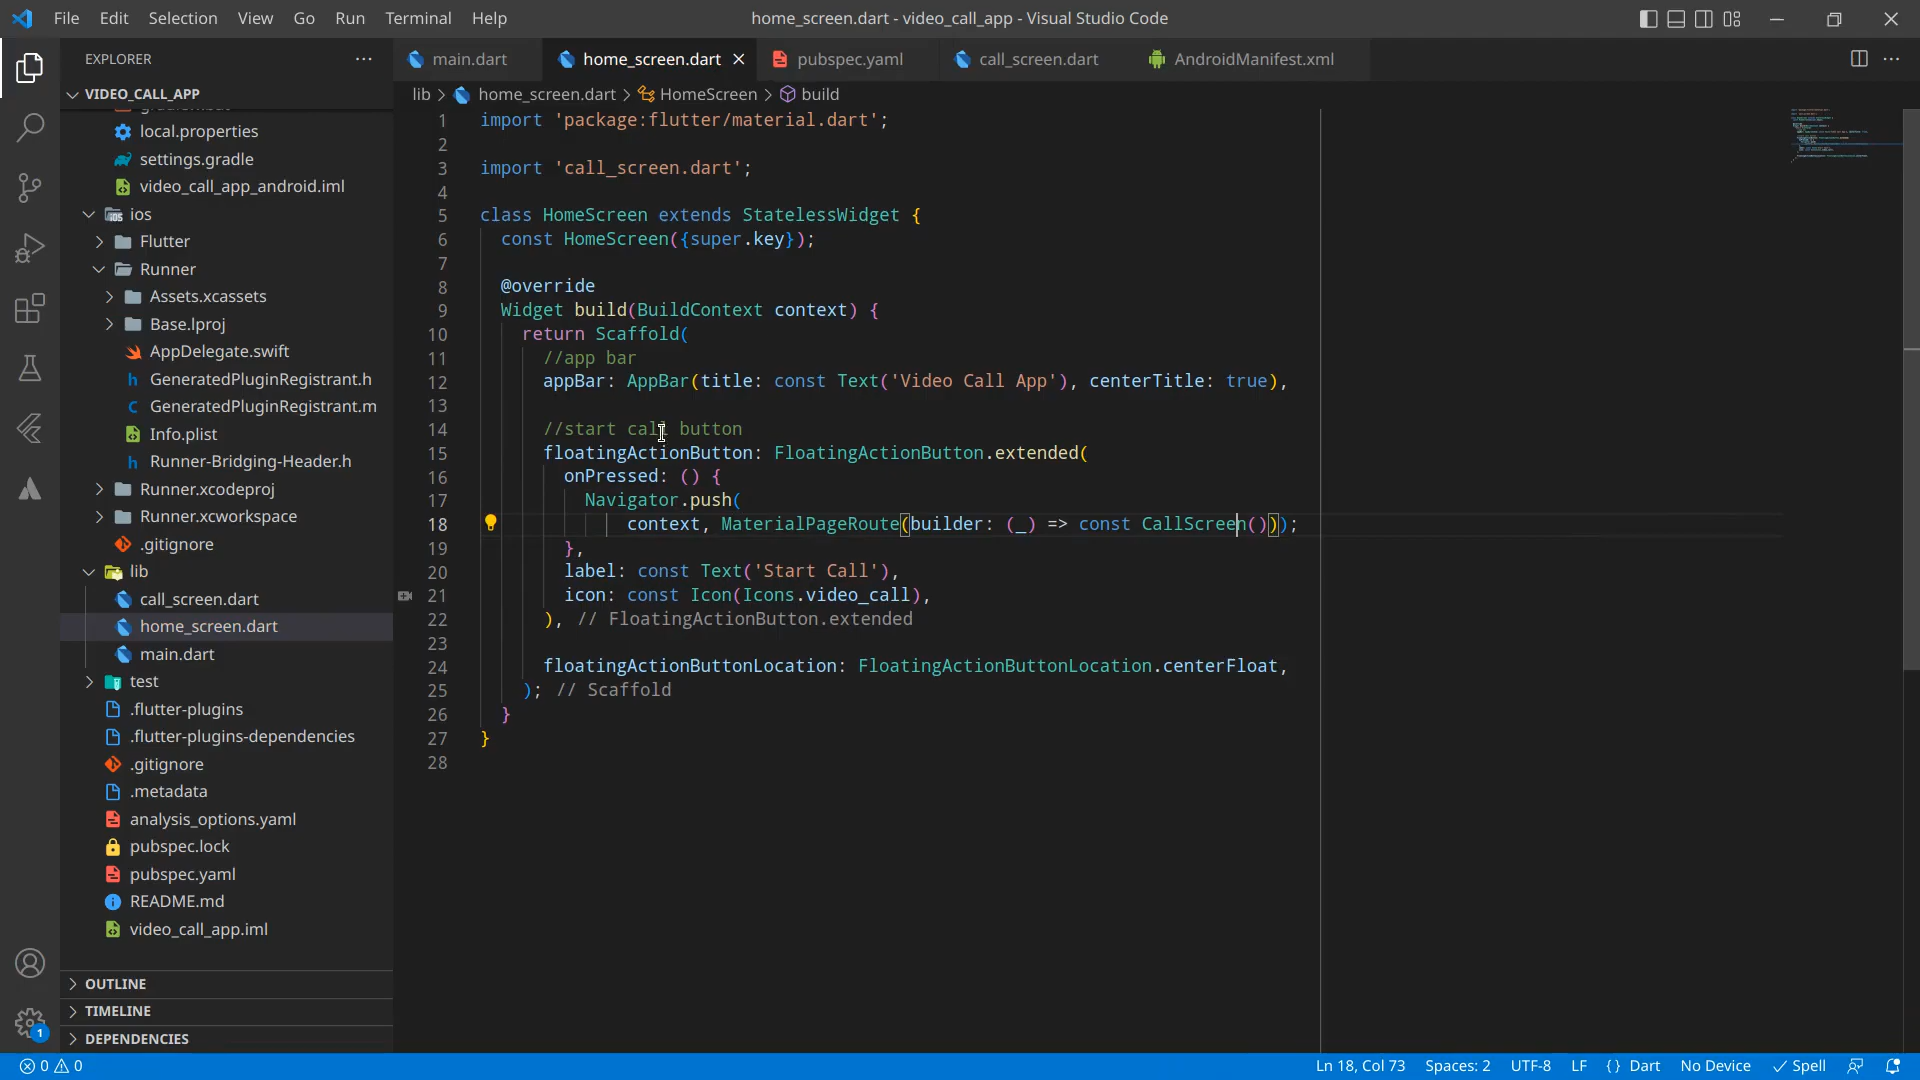 File Edit Selection View Go Run Terminal Help
home_screen.dart - video_call_app - Visual Studio Code
EXPLORER
VIDEO_CALL_APP
local.properties
settings.gradle
video_call_app_android.iml
ios
Flutter
Runner
Assets.xcassets
Base.lproj
AppDelegate.swift
h GeneratedPluginRegistrant.h
C GeneratedPluginRegistrant.m
Info.plist
h Runner-Bridging-Header.h
Runner.xcodeproj
Runner.xcworkspace
.gitignore
lib
call_screen.dart
home_screen.dart
main.dart
test
.flutter-plugins
.flutter-plugins-dependencies
.gitignore
.metadata
analysis_options.yaml
pubspec.lock
pubspec.yaml
README.md
video_call_app.iml
OUTLINE
TIMELINE
DEPENDENCIES
1
main.dart home_screen.dart pubspec.yaml call_screen.dart AndroidManifest.xml
lib > home_screen.dart > HomeScreen > build
1 import 'package:flutter/material.dart';
2
3 import 'call_screen.dart';
4
5 class HomeScreen extends StatelessWidget {
6 const HomeScreen({super.key});
7
8 @override
9 Widget build(BuildContext context) {
10 return Scaffold(
11 //app bar
12 appBar: AppBar(title: const Text('Video Call App'), centerTitle: true),
13
14 //start call button
15 floatingActionButton: FloatingActionButton.extended(
16 onPressed: () {
17 Navigator.push(
18 context, MaterialPageRoute(builder: (_) => const CallScreen()));
19 },
20 label: const Text('Start Call'),
21 icon: const Icon(Icons.video_call),
22 ), // FloatingActionButton.extended
23
24 floatingActionButtonLocation: FloatingActionButtonLocation.centerFloat,
25 ); // Scaffold
26 }
27 }
28
0 0 Ln 18, Col 73 Spaces: 2 UTF-8 LF {} Dart No Device Spell